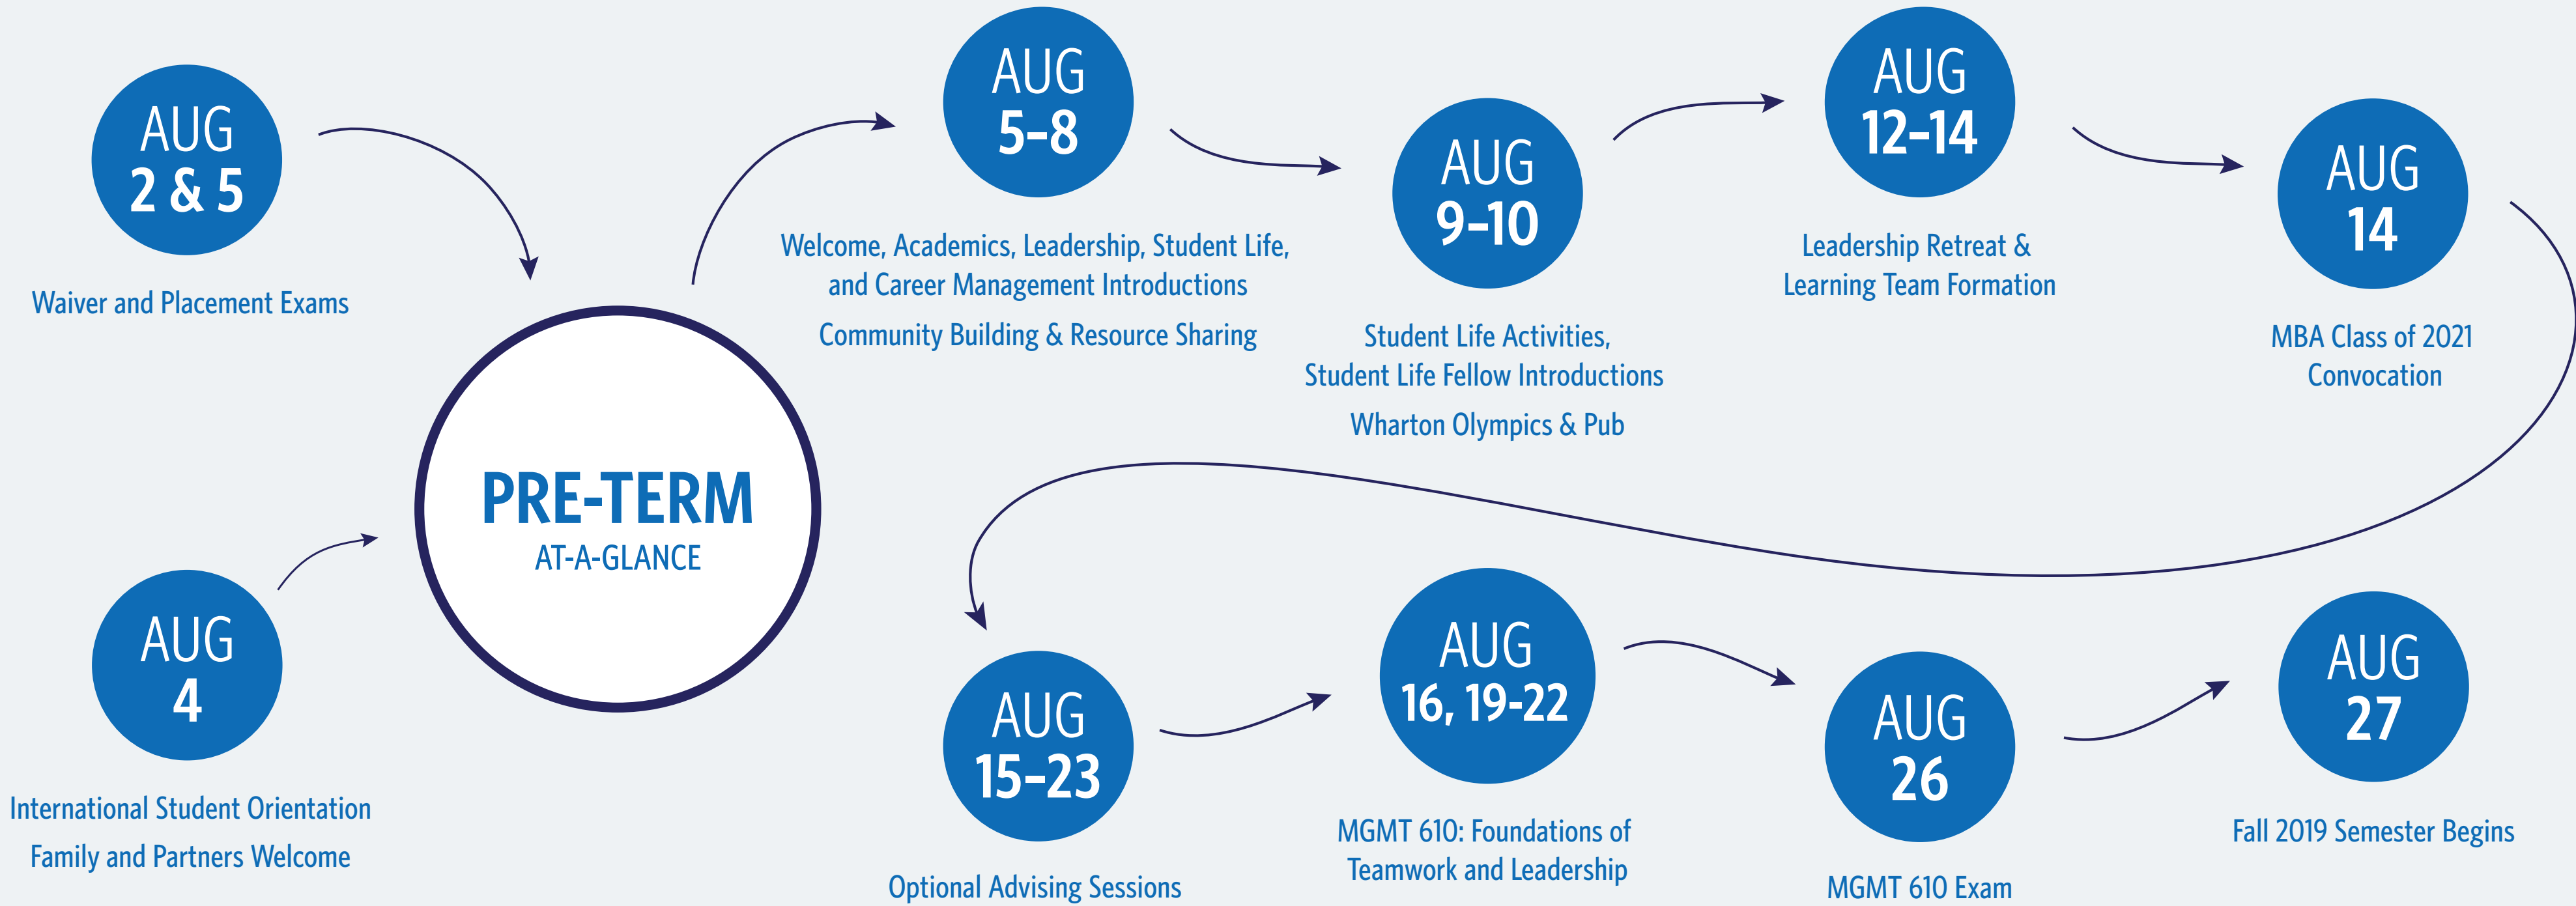 AUG
2 & 5
Waiver and Placement Exams
AUG
4
International Student Orientation
Family and Partners Welcome
PRE-TERM
AT-A-GLANCE
AUG
5–8
Welcome, Academics, Leadership, Student Life,
and Career Management Introductions
Community Building & Resource Sharing
AUG
9–10
Student Life Activities,
Student Life Fellow Introductions
Wharton Olympics & Pub
AUG
12–14
Leadership Retreat &
Learning Team Formation
AUG
14
MBA Class of 2021
Convocation
AUG
15–23
Optional Advising Sessions
AUG
16, 19-22
MGMT 610: Foundations of
Teamwork and Leadership
AUG
26
MGMT 610 Exam
AUG
27
Fall 2019 Semester Begins